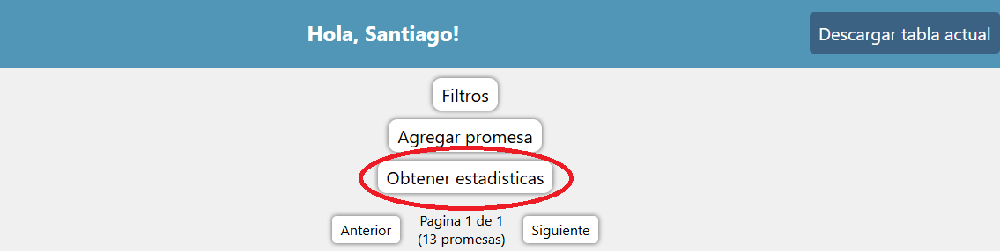 Hola, Santiago!
Descargar tabla actual
Filtros
Agregar promesa
Obtener estadisticas
Anterior
Pagina 1 de 1
(13 promesas)
Siguiente